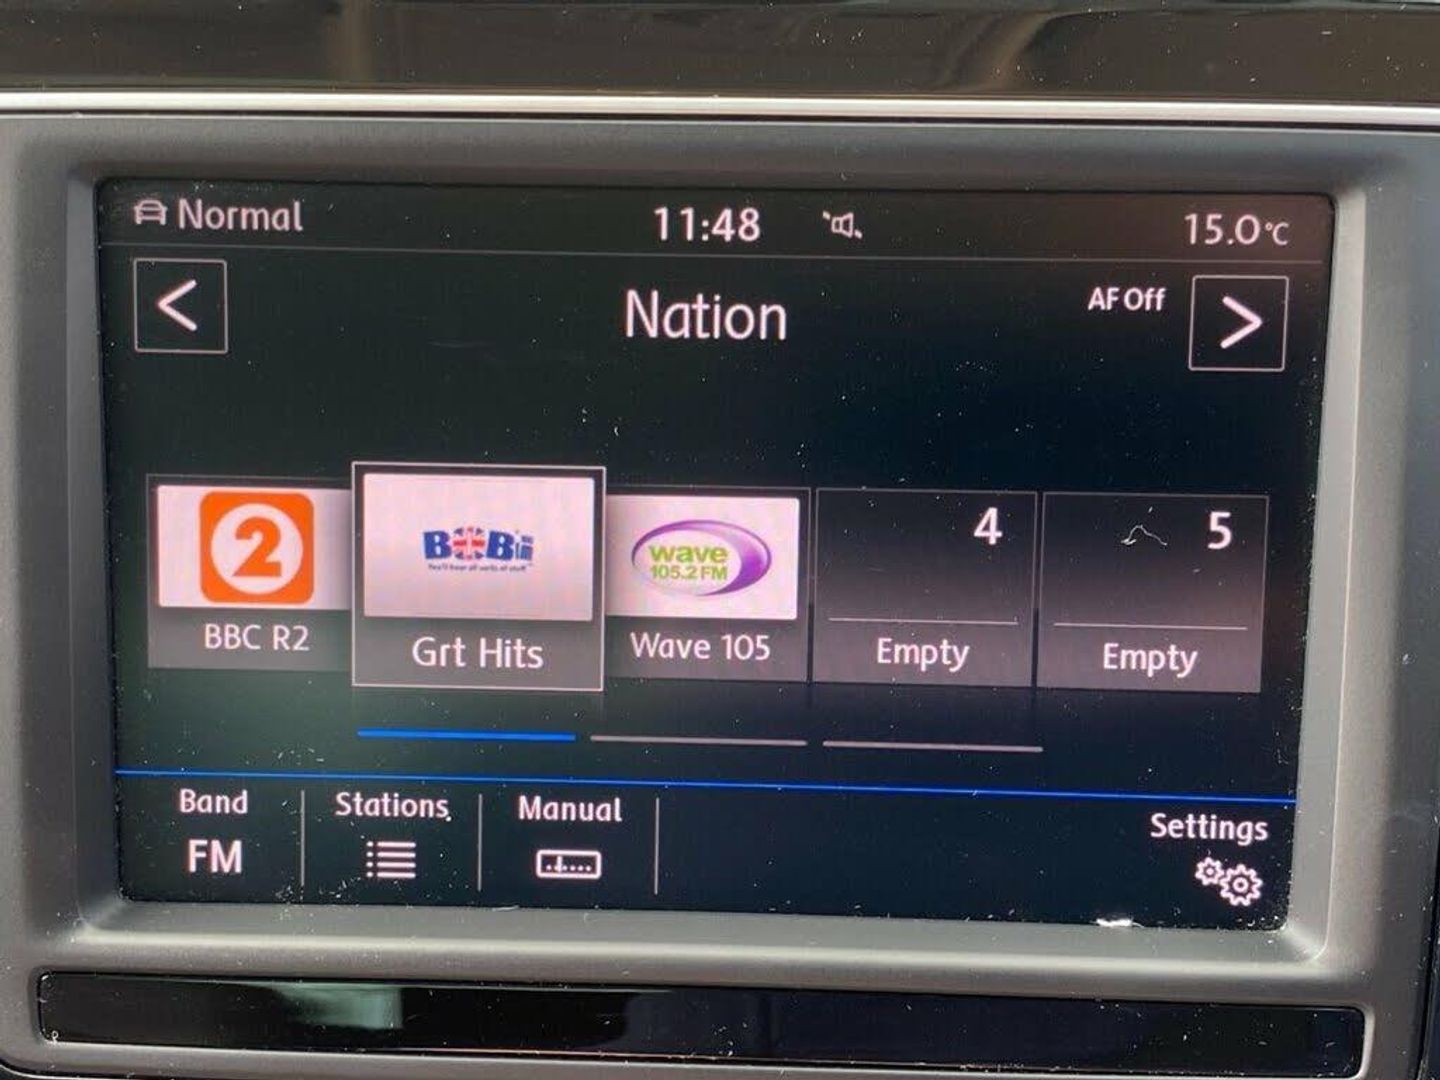 Normal
11:48
15.0°C
Nation
AF Off
2
BOB
wave
105.2 FM
4
5
BBC R2
Grt Hits
Wave 105
Empty
Empty
Band
Stations
Manual
Settings
FM